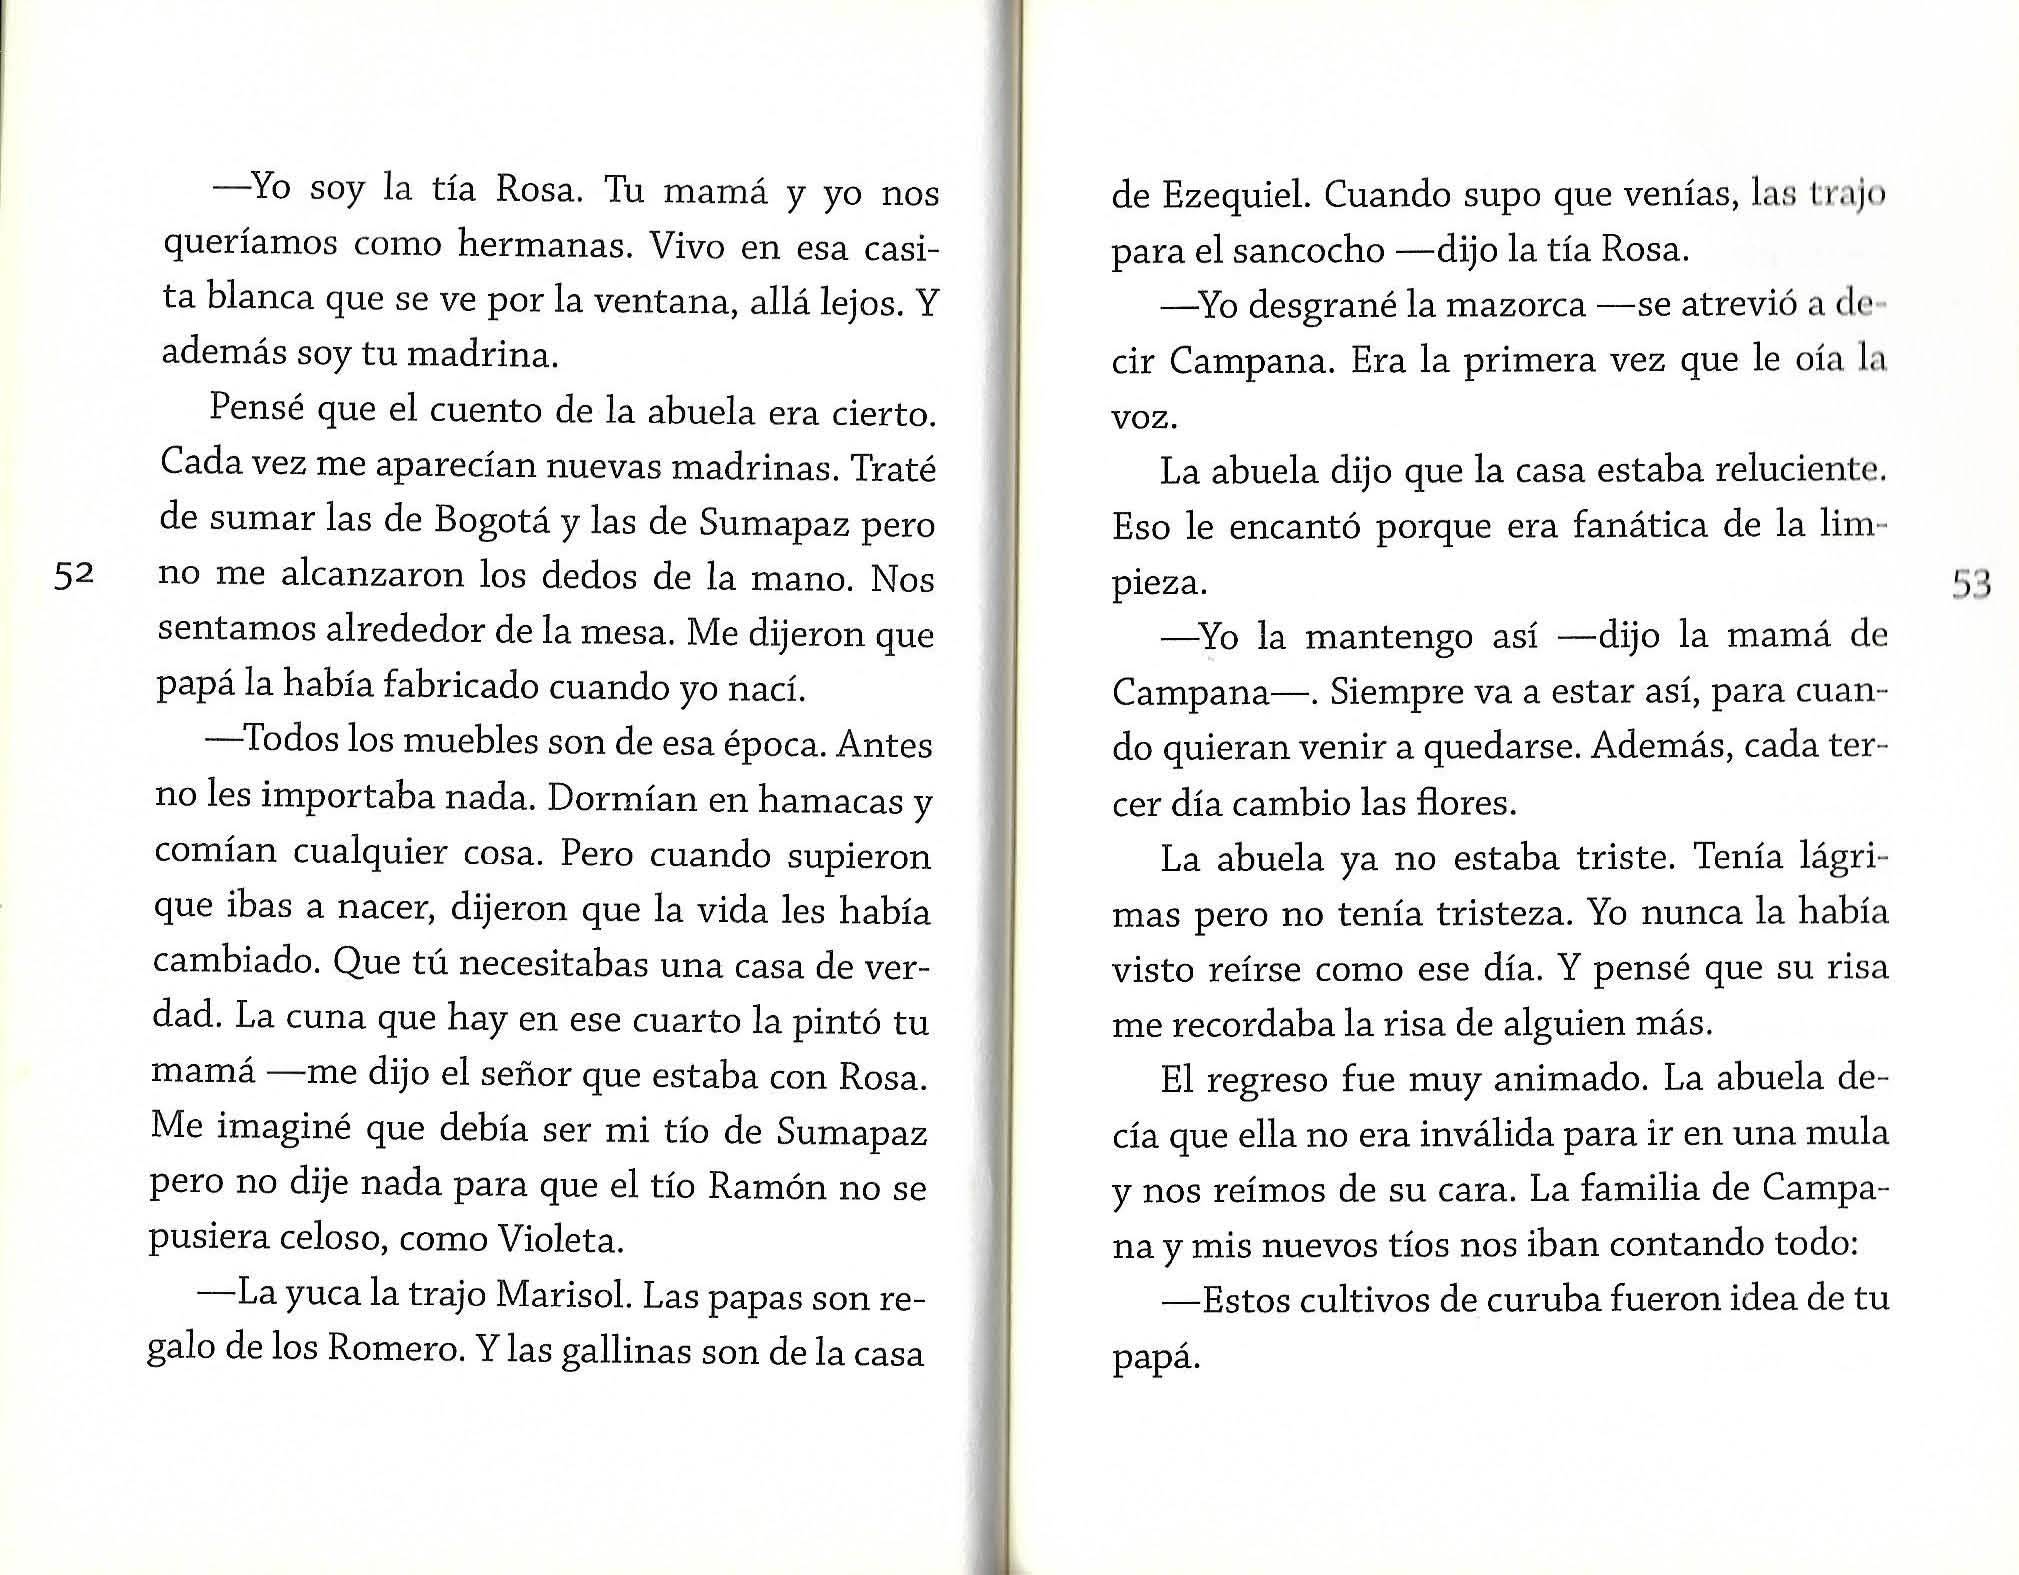 —Yo soy la tía Rosa. Tu mamá y yo nos
queríamos como hermanas. Vivo en esa casi-
ta blanca que se ve por la ventana, allá lejos. Y
además soy tu madrina.
Pensé que el cuento de la abuela era cierto.
Cada vez me aparecían nuevas madrinas. Traté
de sumar las de Bogotá y las de Sumapaz pero
no me alcanzaron los dedos de la mano. Nos
sentamos alrededor de la mesa. Me dijeron que
papá la había fabricado cuando yo nací.
—Todos los muebles son de esa época. Antes
no les importaba nada. Dormían en hamacas y
comían cualquier cosa. Pero cuando supieron
que ibas a nacer, dijeron que la vida les había
cambiado. Que tú necesitabas una casa de ver-
dad. La cuna que hay en ese cuarto la pintó tu
mamá —me dijo el señor que estaba con Rosa.
Me imaginé que debía ser mi tío de Sumapaz
pero no dije nada para que el tío Ramón no se
pusiera celoso, como Violeta.
—La yuca la trajo Marisol. Las papas son re-
galo de los Romero. Y las gallinas son de la casa
52
de Ezequiel. Cuando supo que venías, las trajo
para el sancocho —dijo la tía Rosa.
—Yo desgrané la mazorca —se atrevió a de-
cir Campana. Era la primera vez que le oía la
voz.
La abuela dijo que la casa estaba reluciente.
Eso le encantó porque era fanática de la lim-
pieza.
—Yo la mantengo así —dijo la mamá de
Campana—. Siempre va a estar así, para cuan-
do quieran venir a quedarse. Además, cada ter-
cer día cambio las flores.
La abuela ya no estaba triste. Tenía lágri-
mas pero no tenía tristeza. Yo nunca la había
visto reírse como ese día. Y pensé que su risa
me recordaba la risa de alguien más.
El regreso fue muy animado. La abuela de-
cía que ella no era inválida para ir en una mula
y nos reímos de su cara. La familia de Campa-
na y mis nuevos tíos nos iban contando todo:
—Estos cultivos de curuba fueron idea de tu
papá.
53